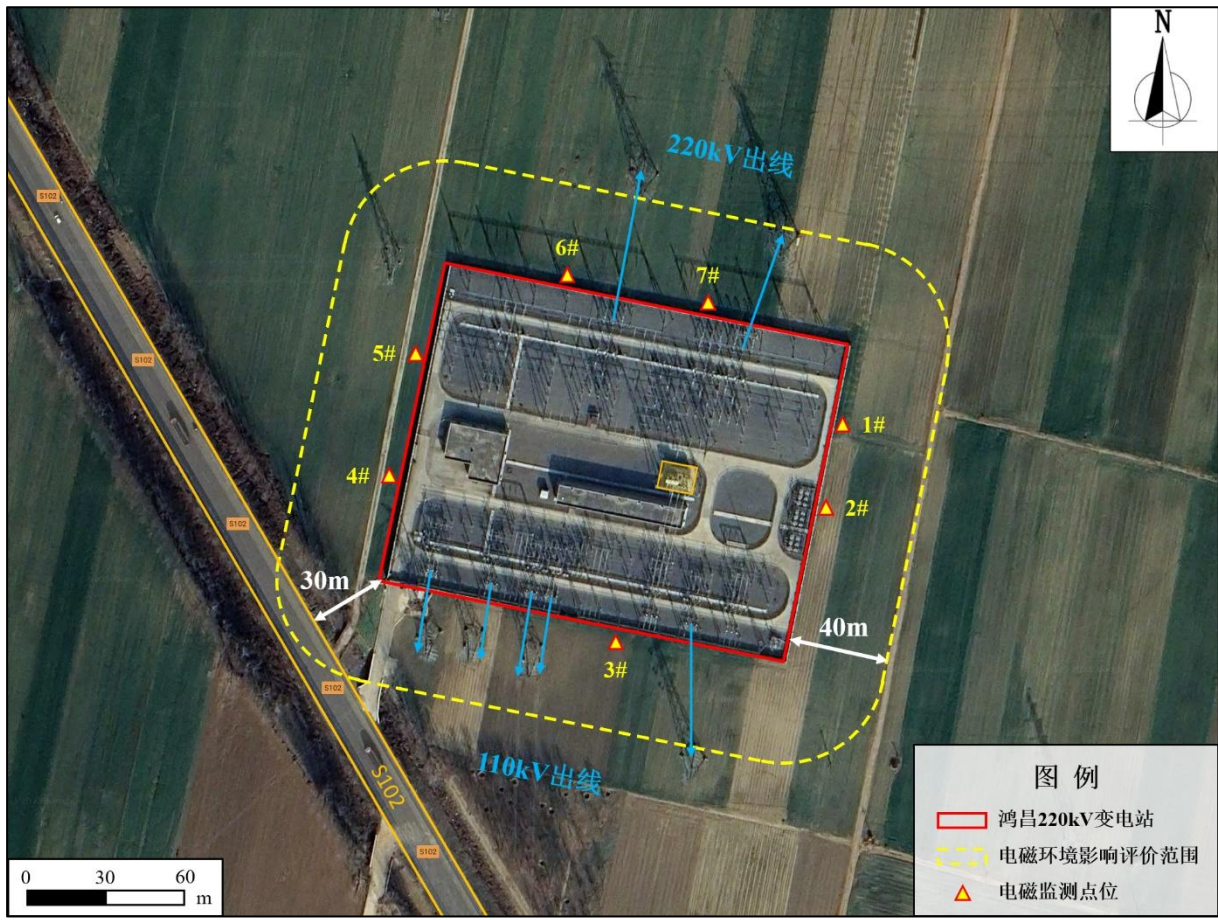 N
S102
220kV出线
6#
7#
5#
S102
1#
4#
2#
S102
30m
40m
3#
S102
110kV出线
S102
S102
图 例
鸿昌220kV变电站
电磁环境影响评价范围
电磁监测点位
0 30 60
m